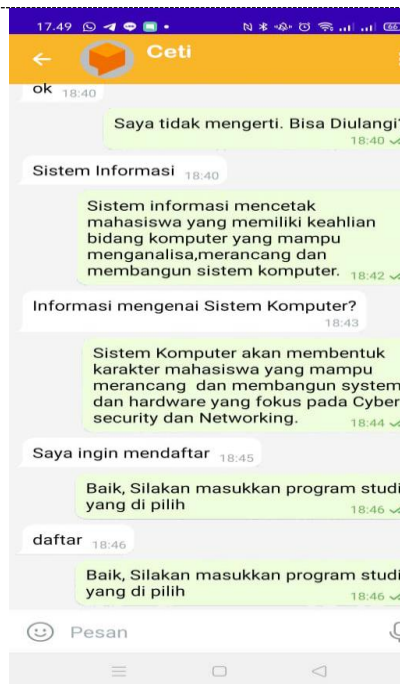 17.49
66
Ceti
ok 18:40
Saya tidak mengerti. Bisa Diulangi?
18:40
Sistem Informasi 18:40
Sistem informasi mencetak
mahasiswa yang memiliki keahlian
bidang komputer yang mampu
menganalisa,merancang dan
membangun sistem komputer. 18:42
Informasi mengenai Sistem Komputer?
18:43
Sistem Komputer akan membentuk
karakter mahasiswa yang mampu
merancang dan membangun system
dan hardware yang fokus pada Cyber
security dan Networking. 18:44
Saya ingin mendaftar 18:45
Baik, Silakan masukkan program studi
yang di pilih 18:46
daftar 18:46
Baik, Silakan masukkan program studi
yang di pilih 18:46
Pesan